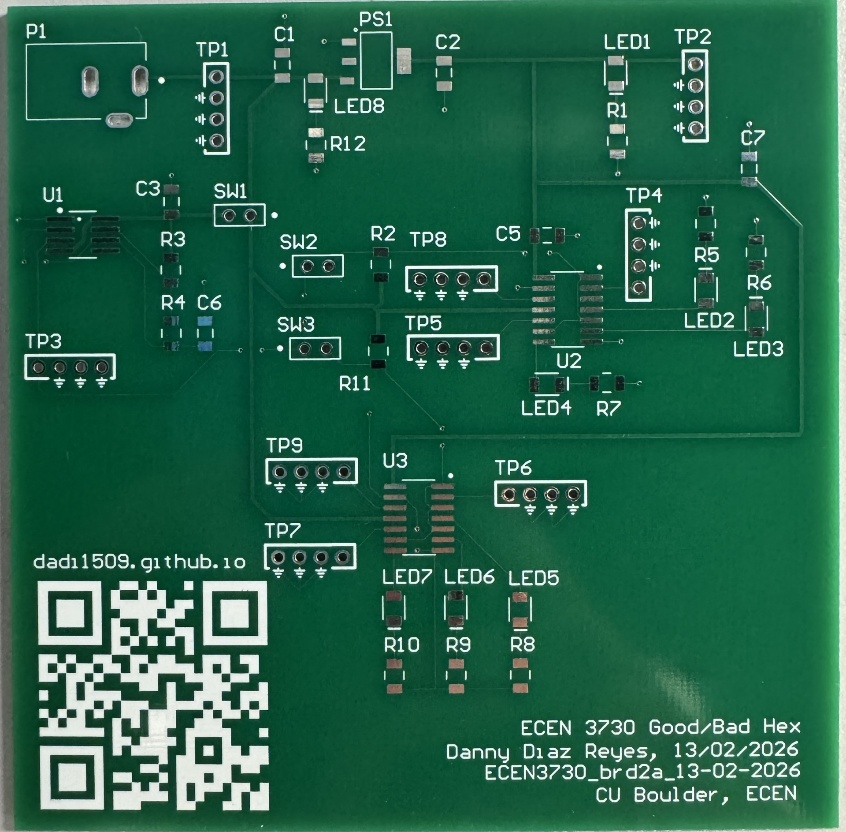 P1
TP1
C1
PS1
C2
LED1
TP2
LED8
R1
R12
C7
U1
C3
SW1
TP4
R3
SW2
R2
TP8
C5
R5
R6
R4
C6
LED2
SW3
TP5
LED3
TP3
R11
U2
LED4
R7
TP9
U3
TP6
TP7
dadi1509.github.io
LED7
LED6
LED5
R10
R9
R8
ECEN 3730 Good/Bad Hex
Danny Diaz Reyes, 13/02/2026
ECEN3730_brd2a_13-02-2026
CU Boulder, ECEN